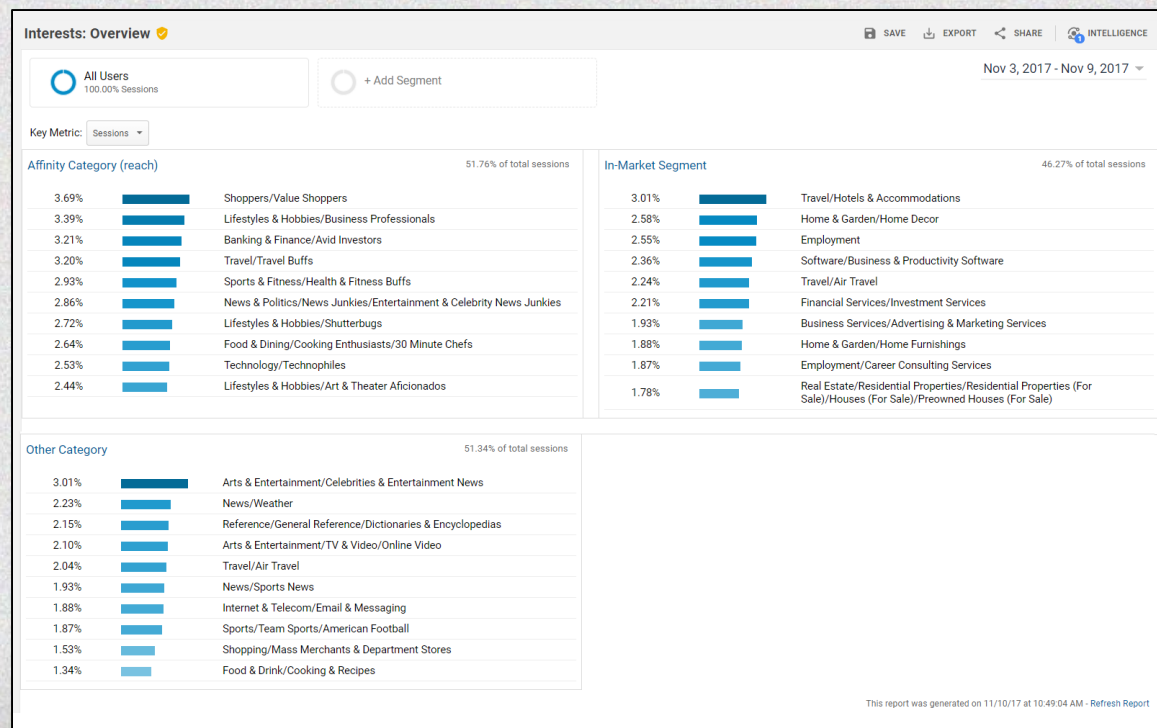 Interests: Overview
SAVE
EXPORT
SHARE
1
INTELLIGENCE
All Users
100.00% Sessions
+ Add Segment
Nov 3, 2017 - Nov 9, 2017
Key Metric: Sessions
Affinity Category (reach) 51.76% of total sessions
3.69% Shoppers/Value Shoppers
3.39% Lifestyles & Hobbies/Business Professionals
3.21% Banking & Finance/Avid Investors
3.20% Travel/Travel Buffs
2.93% Sports & Fitness/Health & Fitness Buffs
2.86% News & Politics/News Junkies/Entertainment & Celebrity News Junkies
2.72% Lifestyles & Hobbies/Shutterbugs
2.64% Food & Dining/Cooking Enthusiasts/30 Minute Chefs
2.53% Technology/Technophiles
2.44% Lifestyles & Hobbies/Art & Theater Aficionados
In-Market Segment 46.27% of total sessions
3.01% Travel/Hotels & Accommodations
2.58% Home & Garden/Home Decor
2.55% Employment
2.36% Software/Business & Productivity Software
2.24% Travel/Air Travel
2.21% Financial Services/Investment Services
1.93% Business Services/Advertising & Marketing Services
1.88% Home & Garden/Home Furnishings
1.87% Employment/Career Consulting Services
1.78% Real Estate/Residential Properties/Residential Properties (For
Sale)/Houses (For Sale)/Preowned Houses (For Sale)
Other Category 51.34% of total sessions
3.01% Arts & Entertainment/Celebrities & Entertainment News
2.23% News/Weather
2.15% Reference/General Reference/Dictionaries & Encyclopedias
2.10% Arts & Entertainment/TV & Video/Online Video
2.04% Travel/Air Travel
1.93% News/Sports News
1.88% Internet & Telecom/Email & Messaging
1.87% Sports/Team Sports/American Football
1.53% Shopping/Mass Merchants & Department Stores
1.34% Food & Drink/Cooking & Recipes
This report was generated on 11/10/17 at 10:49:04 AM - Refresh Report